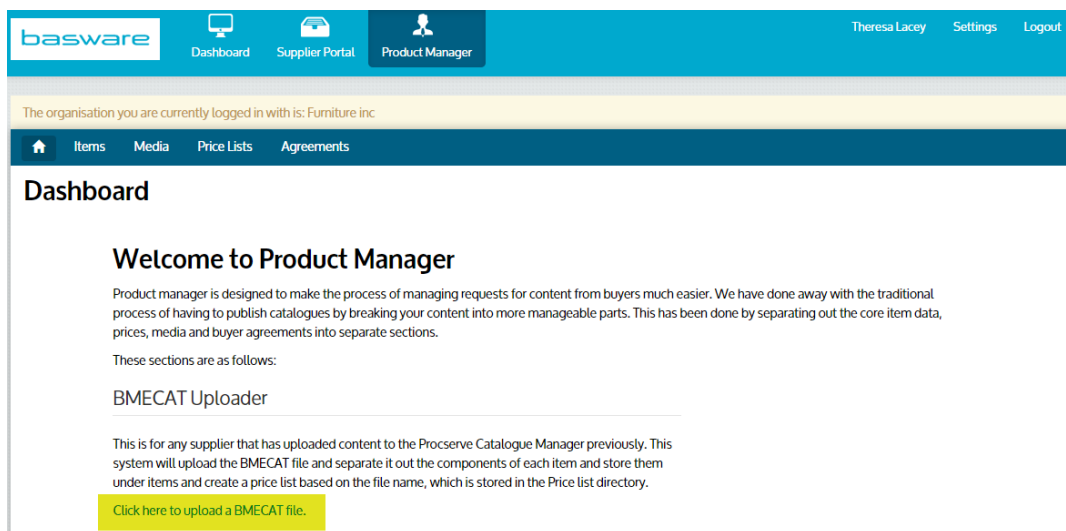 basware
Dashboard Supplier Portal Product Manager Theresa Lacey Settings Logout
The organisation you are currently logged in with is: Furniture inc
Items Media Price Lists Agreements
Dashboard
Welcome to Product Manager
Product manager is designed to make the process of managing requests for content from buyers much easier. We have done away with the traditional
process of having to publish catalogues by breaking your content into more manageable parts. This has been done by separating out the core item data,
prices, media and buyer agreements into separate sections.
These sections are as follows:
BMECAT Uploader
This is for any supplier that has uploaded content to the Procserve Catalogue Manager previously. This
system will upload the BMECAT file and separate it out the components of each item and store them
under items and create a price list based on the file name, which is stored in the Price list directory.
Click here to upload a BMECAT file.